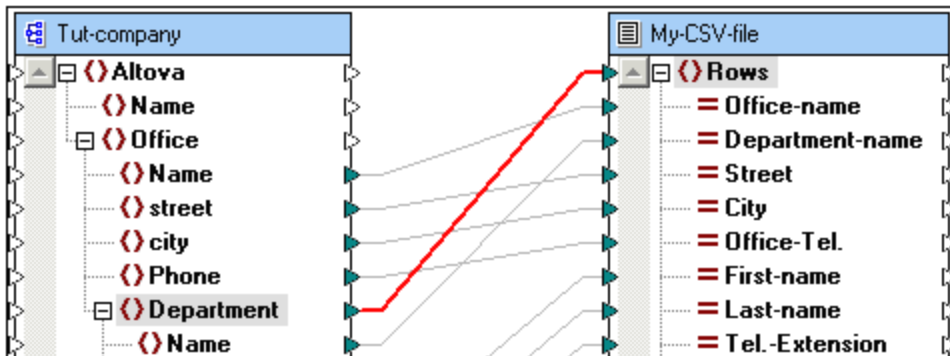 Tut-company
Altova
Name
Office
Name
street
city
Phone
Department
Name
My-CSV-file
Rows
Office-name
Department-name
Street
City
Office-Tel.
First-name
Last-name
Tel.-Extension